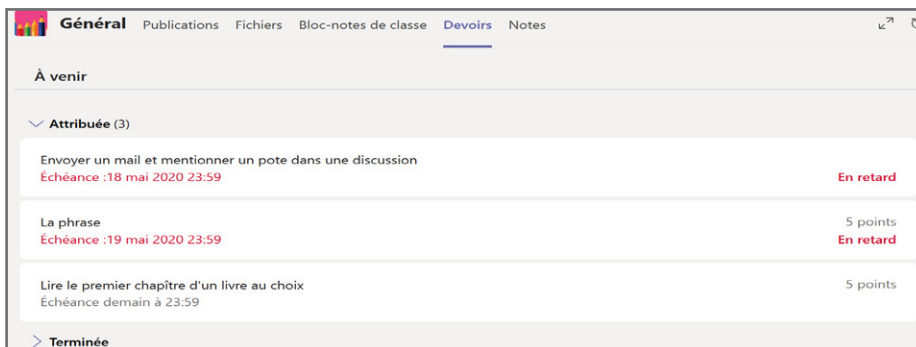 Général Publications Fichiers Bloc-notes de classe Devoirs Notes
À venir
Attribuée (3)
Envoyer un mail et mentionner un pote dans une discussion
Échéance :18 mai 2020 23:59 En retard
La phrase 5 points
Échéance :19 mai 2020 23:59 En retard
Lire le premier chapître d'un livre au choix 5 points
Échéance demain à 23:59
Terminée